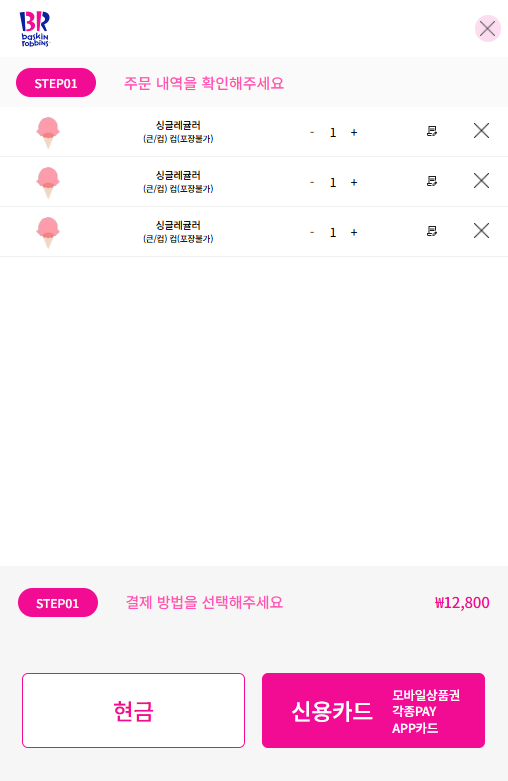 BR
baskin
robbins
STEP01 주문 내역을 확인해주세요
싱글레귤러
(콘/컵) 컵(포장불가)
- 1 +
싱글레귤러
(콘/컵) 컵(포장불가)
- 1 +
싱글레귤러
(콘/컵) 컵(포장불가)
- 1 +
STEP01 결제 방법을 선택해주세요 ₩12,800
현금
신용카드
모바일상품권
각종PAY
APP카드